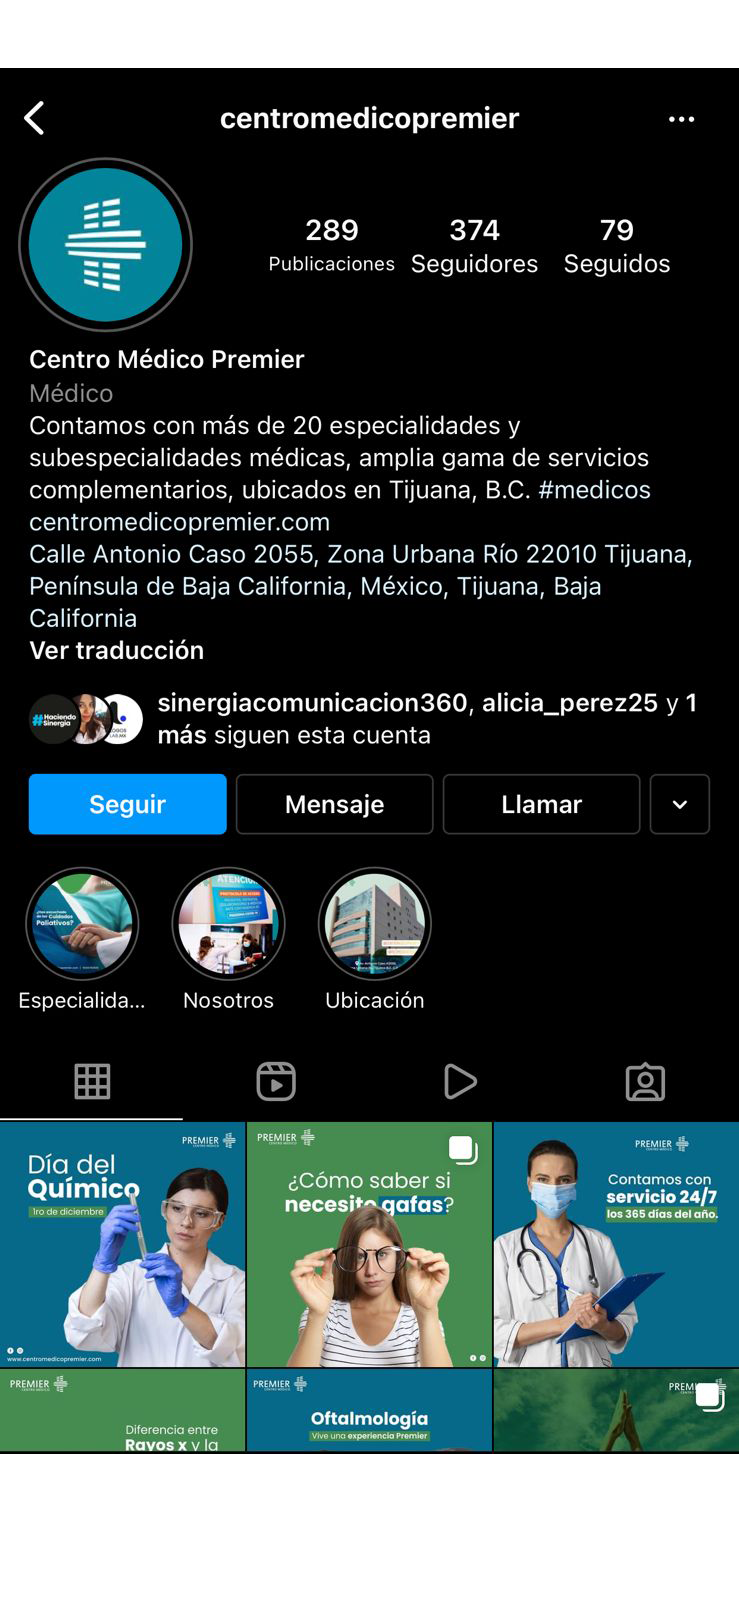 centromedicopremier
289
374
79
Publicaciones
Seguidores
Seguidos
Centro Médico Premier
Médico
Contamos con más de 20 especialidades y
subespecialidades médicas, amplia gama de servicios
complementarios, ubicados en Tijuana, B.C. #medicos
centromedicopremier.com
Calle Antonio Caso 2055, Zona Urbana Río 22010 Tijuana,
Península de Baja California, México, Tijuana, Baja
California
Ver traducción
#Haciendo
Sinergia
sinergiacomunicacion360, alicia_perez25 y 1
más siguen esta cuenta
Seguir
Mensaje
Llamar
Cuidados
Paliativos?
Especialida...
Nosotros
Ubicación
PREMIER
Día del
Químico
1ro de diciembre
www.centromedicopremier.com
PREMIER
¿Cómo saber si
necesito gafas?
PREMIER
Contamos con
servicio 24/7
los 365 días del año.
PREMIER
Diferencia entre
Rayos x y la
PREMIER
Oftalmología
Vive una experiencia Premier